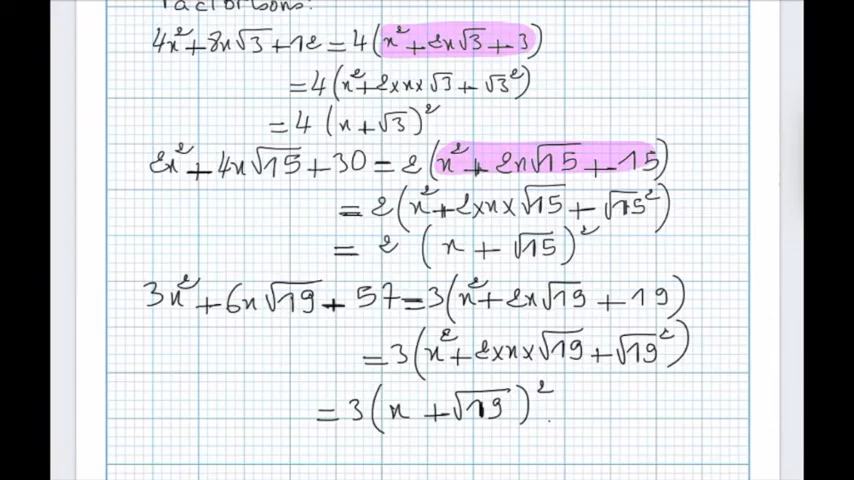 Factorisons:
4x² + 8x√3 + 12 = 4(x² + 2x√3 + 3)
= 4(x² + 2×x×√3 + √3²)
= 4 (x + √3)²
2x² + 4x√15 + 30 = 2(x² + 2x√15 + 15)
= 2(x² + 2×x×√15 + √15²)
= 2 (x + √15)²
3x² + 6x√19 + 57 = 3(x² + 2x√19 + 19)
= 3(x² + 2×x×√19 + √19²)
= 3(x + √19)²